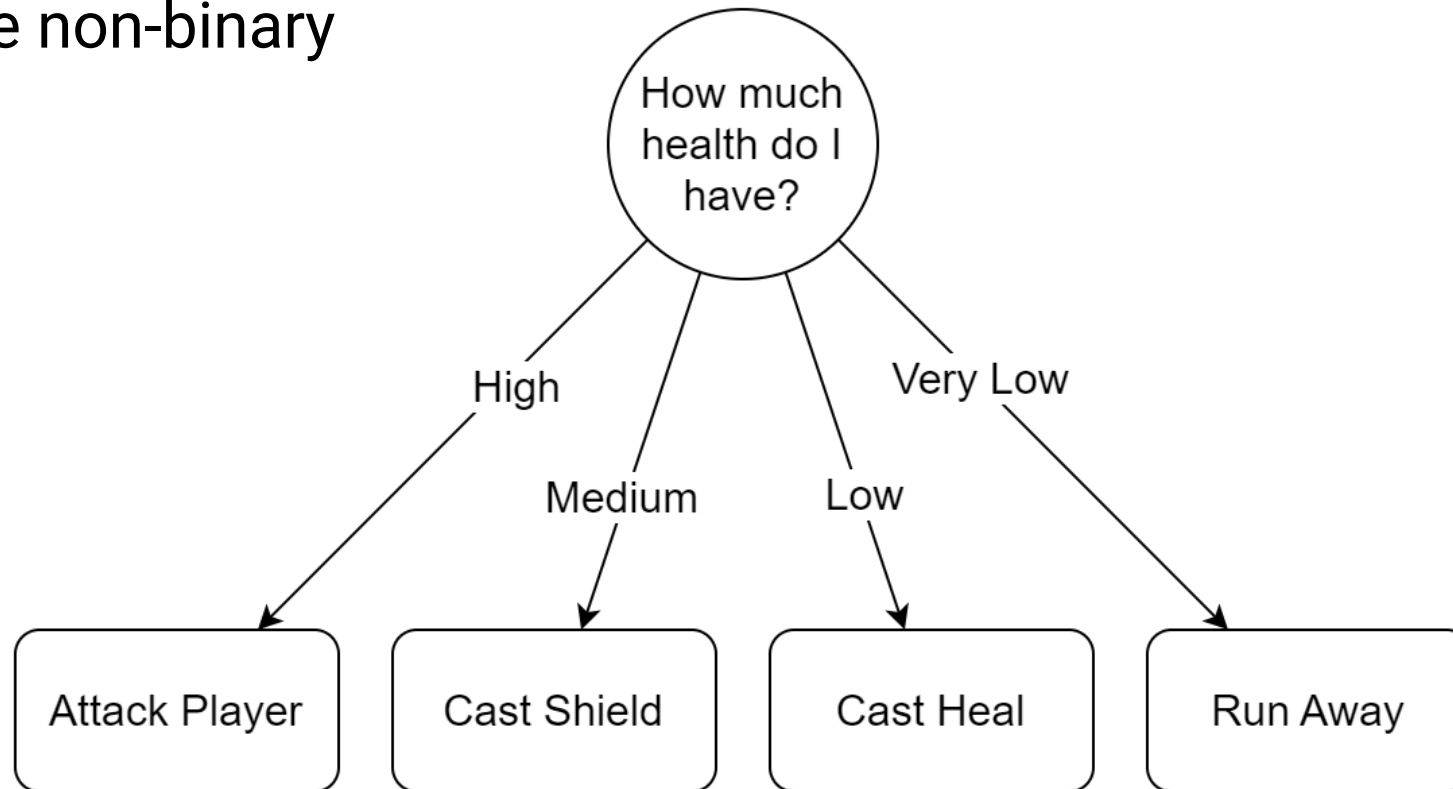 e non-binary
How much
health do I
have?
High
Very Low
Medium
Low
Attack Player
Cast Shield
Cast Heal
Run Away